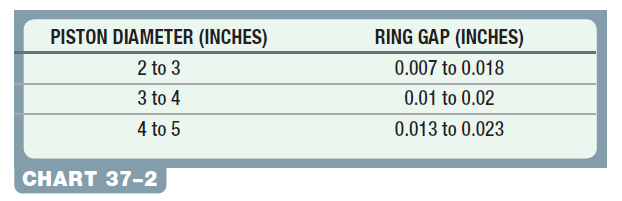 PISTON DIAMETER (INCHES) RING GAP (INCHES)
2 to 3 0.007 to 0.018
3 to 4 0.01 to 0.02
4 to 5 0.013 to 0.023
CHART 37–2